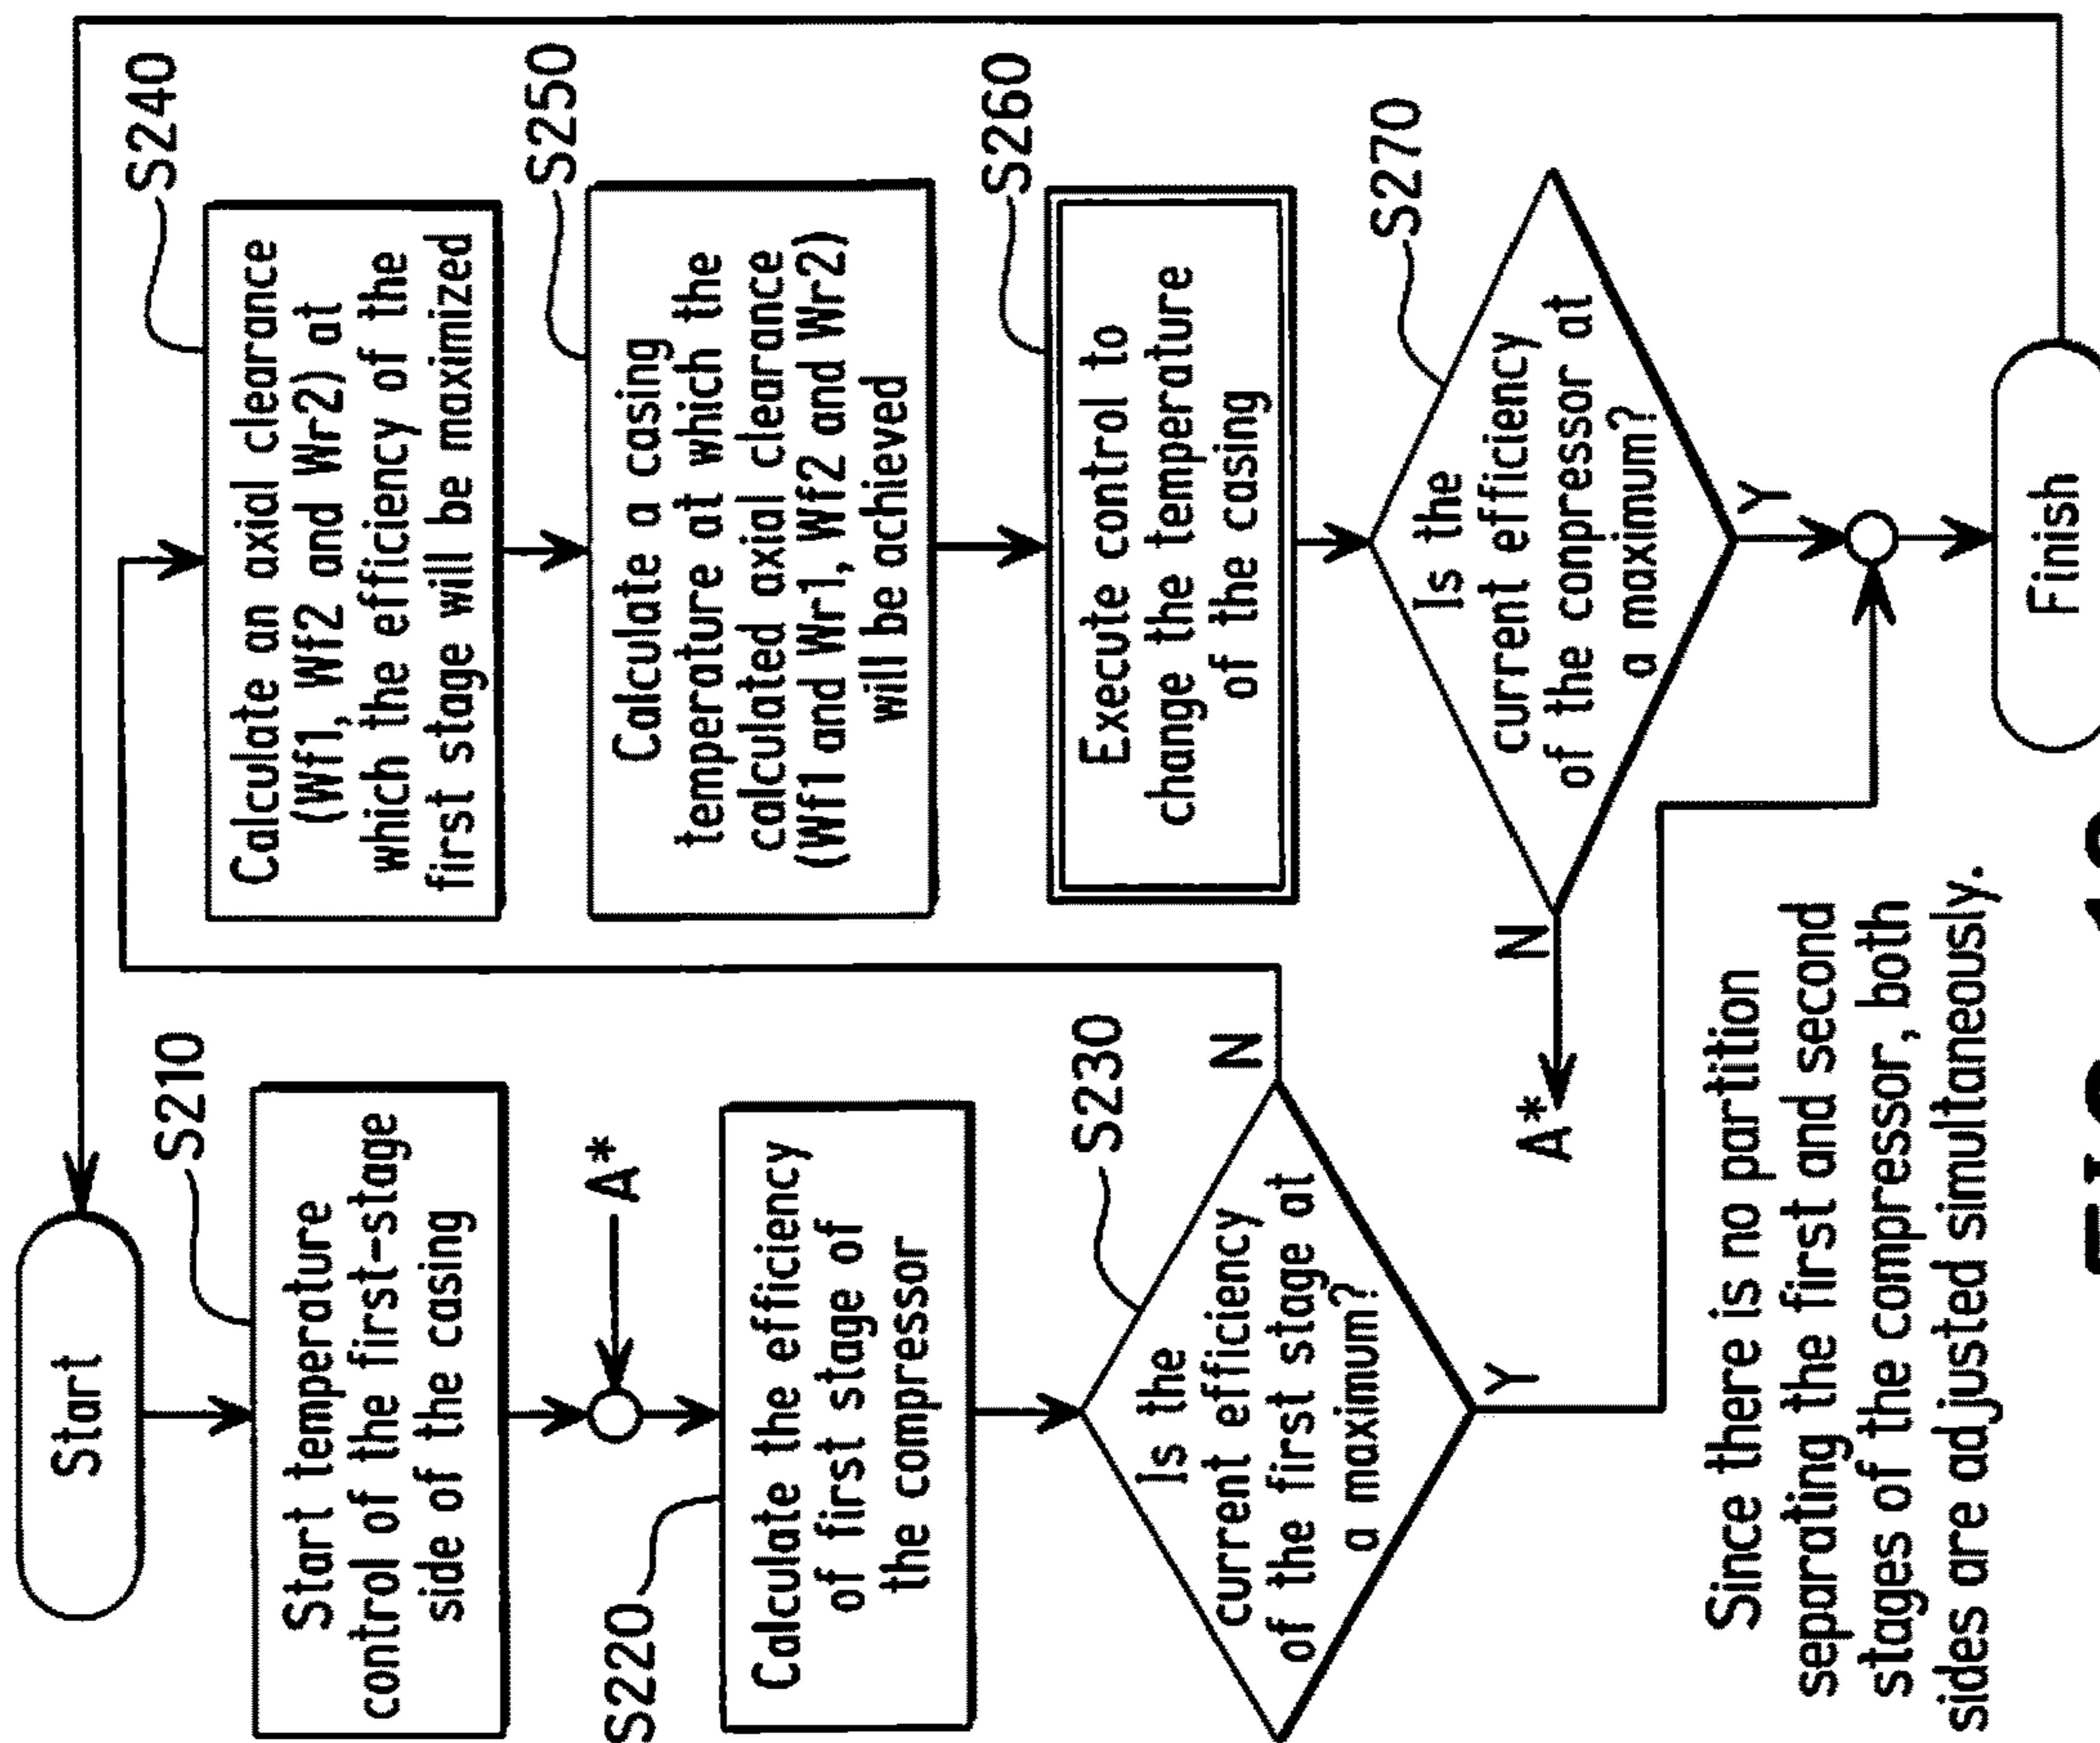 Start
S210
Start temperature
control of the first-stage
side of the casing
A*
S220
Calculate the efficiency
of first stage of
the compressor
S230
Is the
current efficiency
of the first stage at
a maximum?
N
Y
S240
Calculate an axial clearance
(Wf1, Wf2 and Wr2) at
which the efficiency of the
first stage will be maximized
S250
Calculate a casing
temperature at which the
calculated axial clearance
(Wf1 and Wr1, Wf2 and Wr2)
will be achieved
S260
Execute control to
change the temperature
of the casing
S270
Is the
current efficiency
of the compressor at
a maximum?
N
A*
Y
Finish
Since there is no partition
separating the first and second
stages of the compressor, both
sides are adjusted simultaneously.